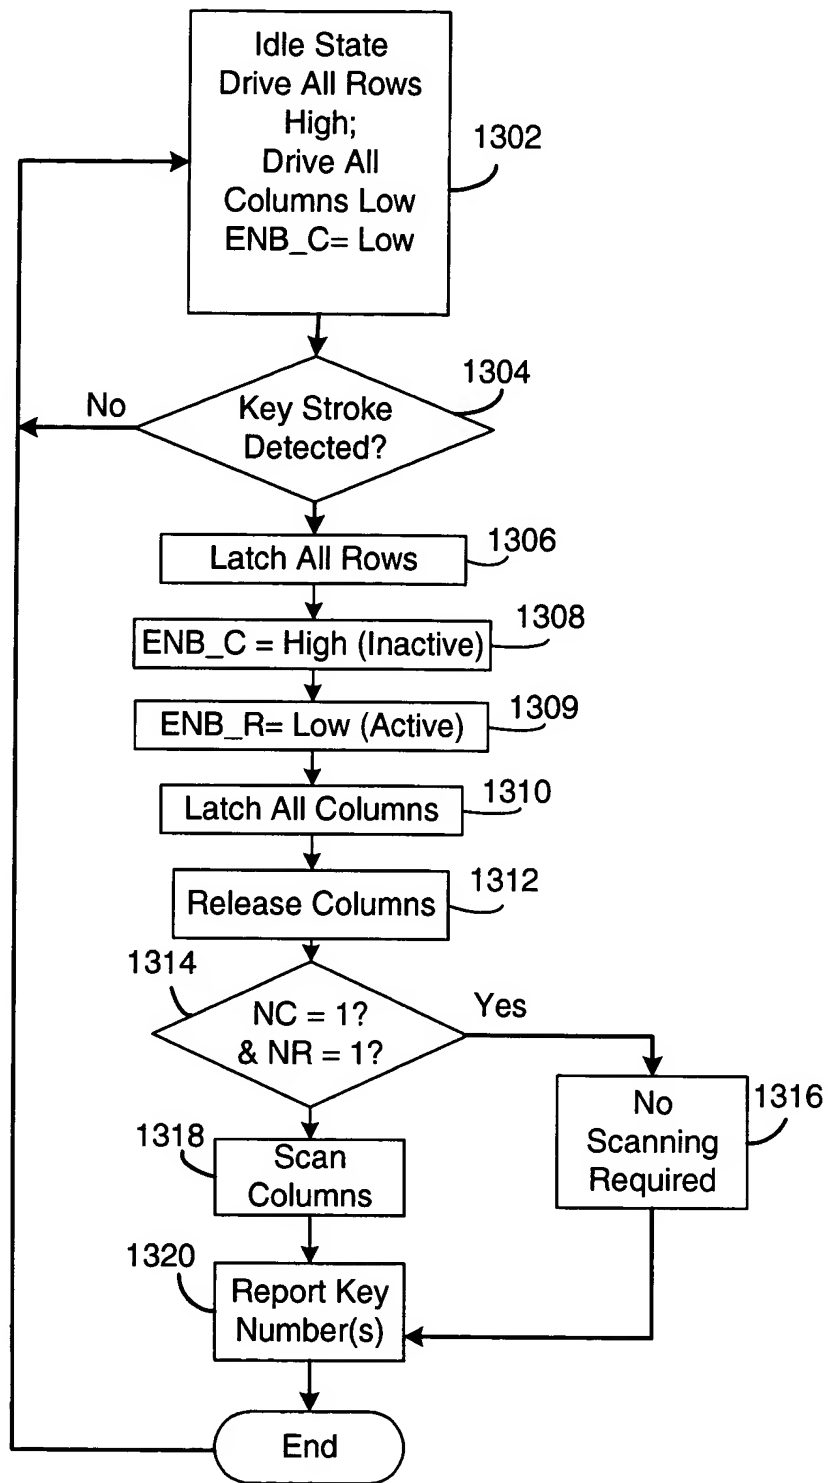 Idle State
Drive All Rows
High;
Drive All
Columns Low
ENB_C= Low
1302
1304
No
Key Stroke
Detected?
1306
Latch All Rows
1308
ENB_C = High (Inactive)
1309
ENB_R= Low (Active)
1310
Latch All Columns
1312
Release Columns
1314
NC = 1?
& NR = 1?
Yes
1316
No
Scanning
Required
1318
Scan
Columns
1320
Report Key
Number(s)
End